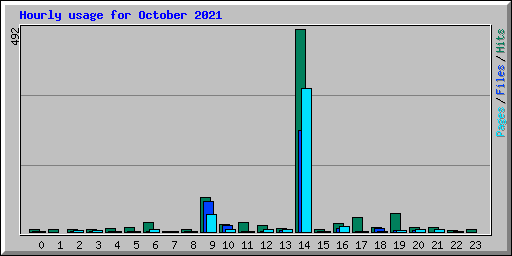 Hourly usage for October 2021
492
Pages/Files/Hits
0 1 2 3 4 5 6 7 8 9 10 11 12 13 14 15 16 17 18 19 20 21 22 23